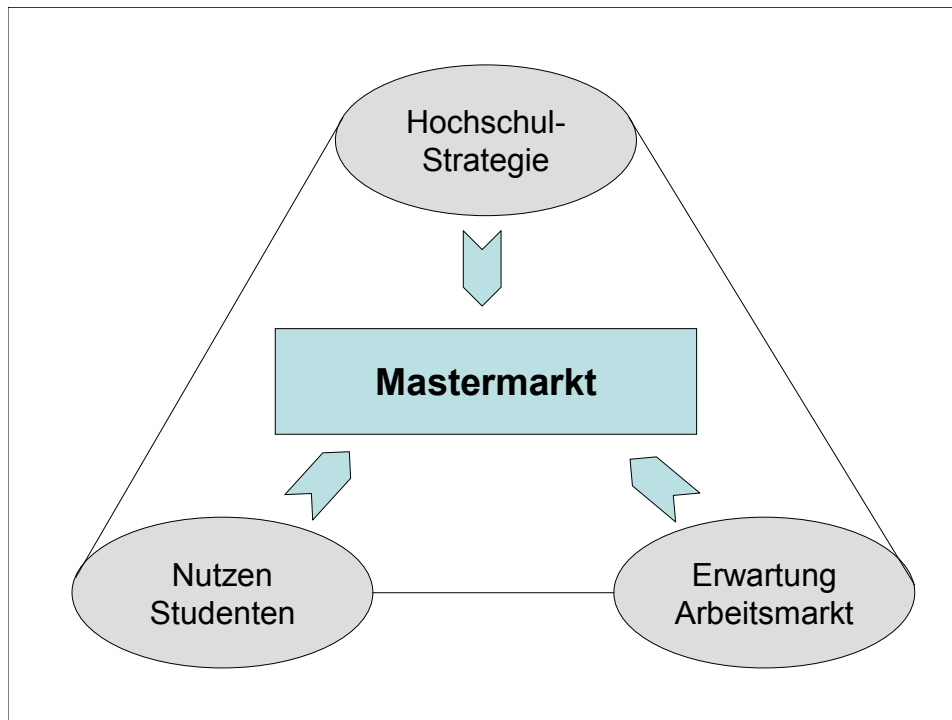 Hochschul-
Strategie
Mastermarkt
Nutzen
Studenten
Erwartung
Arbeitsmarkt